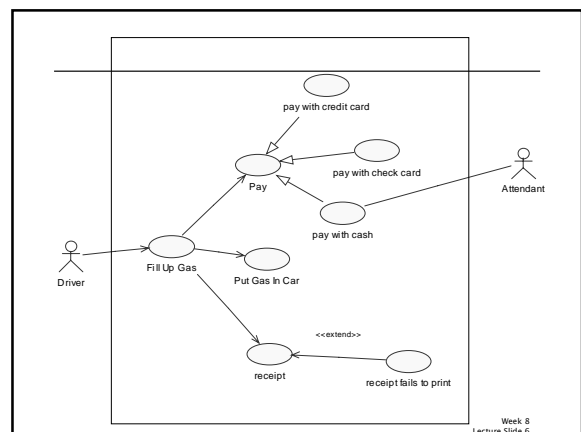 pay with credit card
pay with check card
Pay
Attendant
pay with cash
Fill Up Gas
Put Gas In Car
Driver
<<extend>>
receipt
receipt fails to print
Week 8
Lecture Slide 6